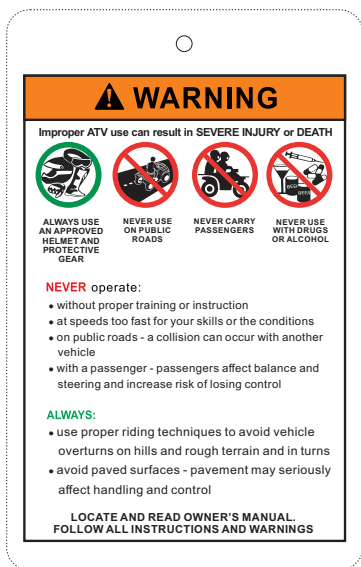 WARNING
Improper ATV use can result in SEVERE INJURY or DEATH
ALWAYS USE
AN APPROVED
HELMET AND
PROTECTIVE
GEAR
NEVER USE
ON PUBLIC
ROADS
NEVER CARRY
PASSENGERS
NEVER USE
WITH DRUGS
OR ALCOHOL
NEVER operate:
• without proper training or instruction
• at speeds too fast for your skills or the conditions
• on public roads - a collision can occur with another
vehicle
• with a passenger - passengers affect balance and
steering and increase risk of losing control
ALWAYS:
• use proper riding techniques to avoid vehicle
overturns on hills and rough terrain and in turns
• avoid paved surfaces - pavement may seriously
affect handling and control
LOCATE AND READ OWNER'S MANUAL.
FOLLOW ALL INSTRUCTIONS AND WARNINGS